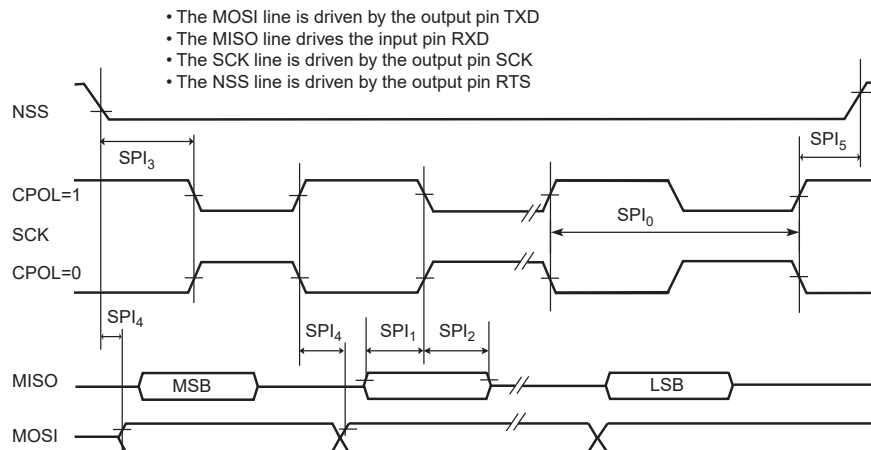 • The MOSI line is driven by the output pin TXD
• The MISO line drives the input pin RXD
• The SCK line is driven by the output pin SCK
• The NSS line is driven by the output pin RTS
NSS
SPI3
SPI5
CPOL=1
SPI0
SCK
CPOL=0
SPI4
SPI4
SPI1
SPI2
MISO
MSB
LSB
MOSI